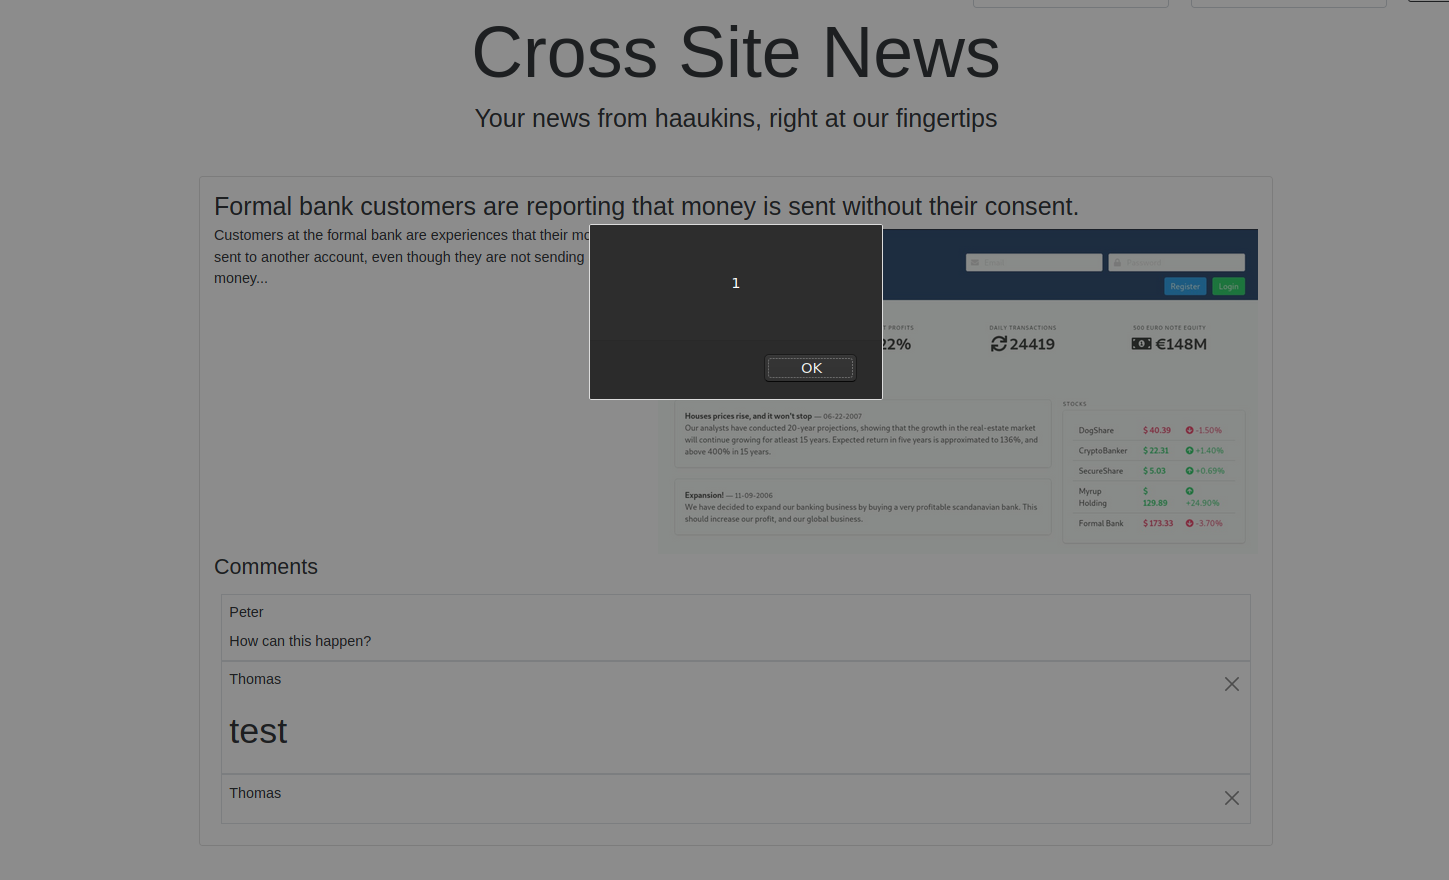 Cross Site News
Your news from haaukins, right at our fingertips
Formal bank customers are reporting that money is sent without their consent.
Customers at the formal bank are experiences that their mo
sent to another account, even though they are not sending
money...
Email
Password
Register
Login
T PROFITS
22%
DAILY TRANSACTIONS
24419
500 EURO NOTE EQUITY
€148M
1
OK
Houses prices rise, and it won't stop — 06-22-2007
Our analysts have conducted 20-year projections, showing that the growth in the real-estate market
will continue growing for atleast 15 years. Expected return in five years is approximated to 136%, and
above 400% in 15 years.
Expansion! — 11-09-2006
We have decided to expand our banking business by buying a very profitable scandanavian bank. This
should increase our profit, and our global business.
STOCKS
DogShare $ 40.39 -1.50%
CryptoBanker $ 22.31 +1.40%
SecureShare $ 5.03 +0.69%
Myrup $
Holding 129.89 +24.90%
Formal Bank $ 173.33 -3.70%
Comments
Peter
How can this happen?
Thomas
test
Thomas